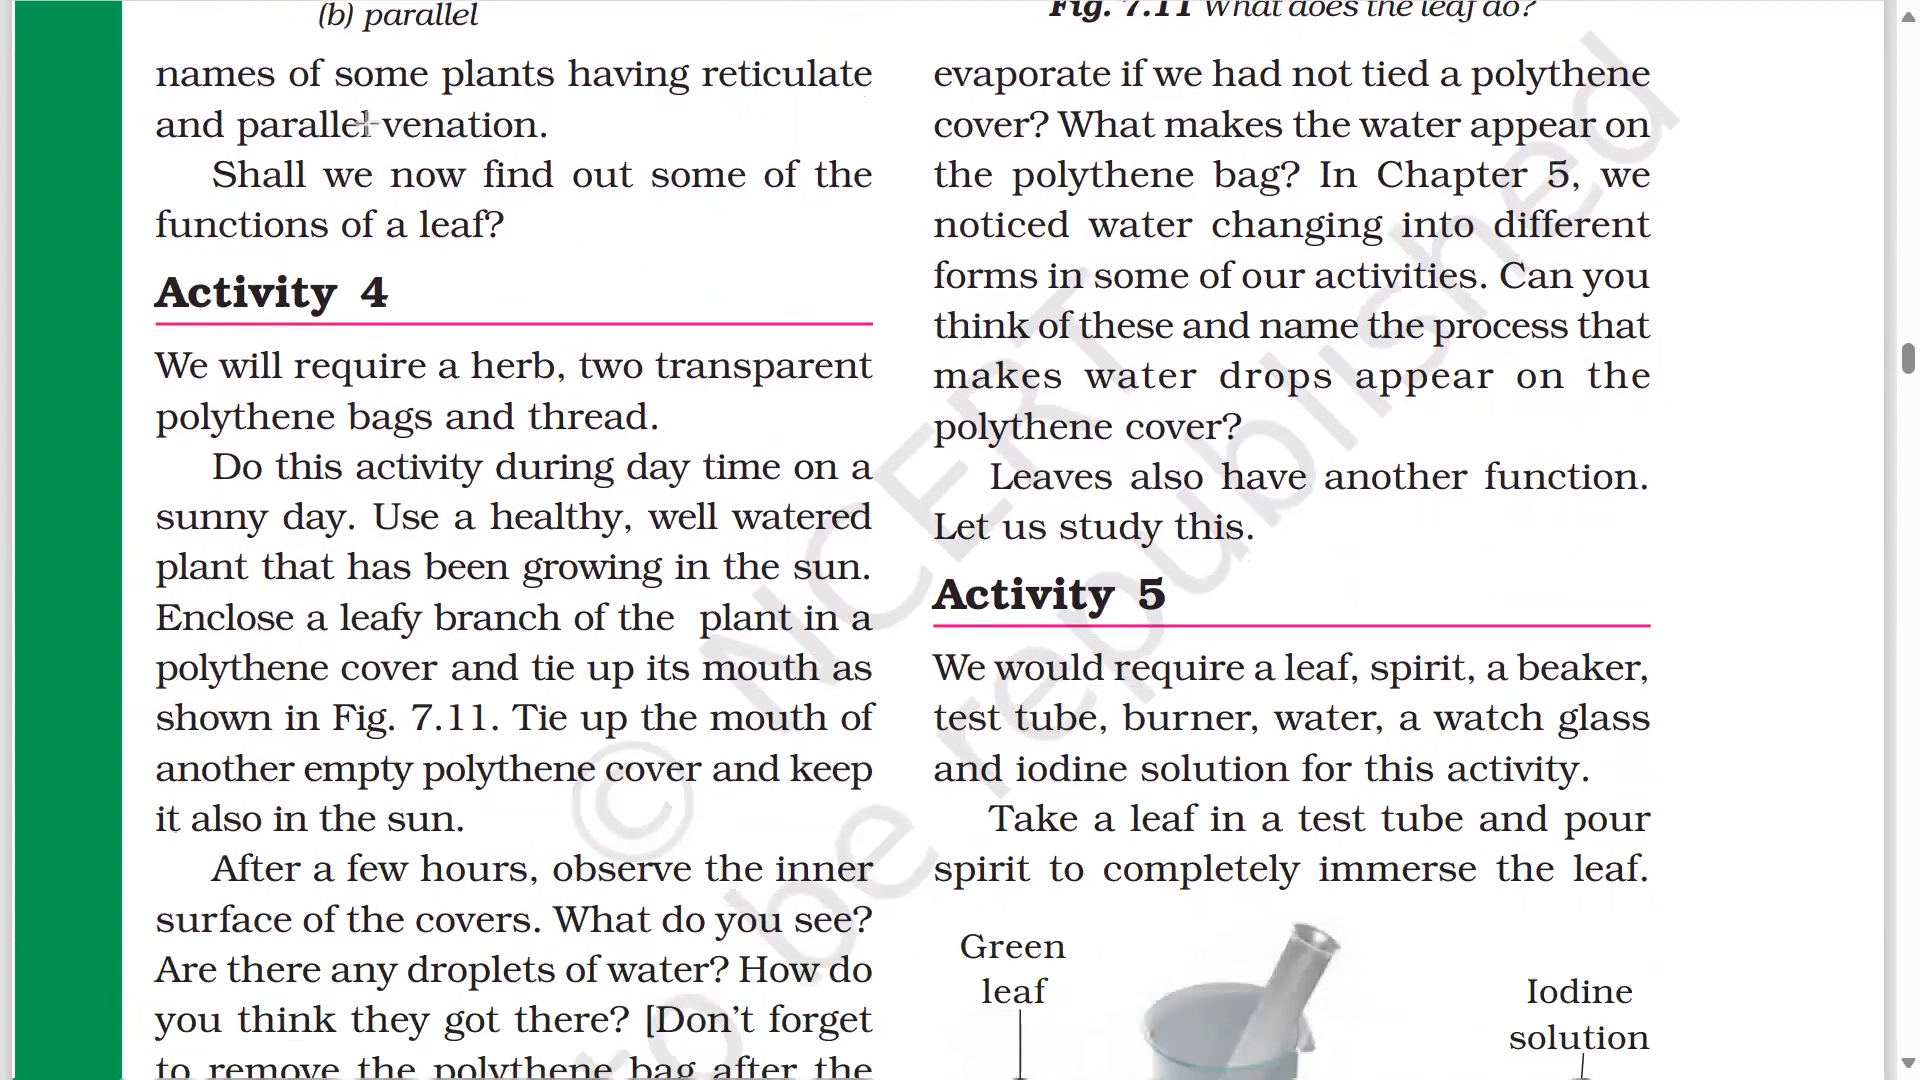 (b) parallel
names of some plants having reticulate
and parallel venation.
Shall we now find out some of the
functions of a leaf?
Activity 4
We will require a herb, two transparent
polythene bags and thread.
Do this activity during day time on a
sunny day. Use a healthy, well watered
plant that has been growing in the sun.
Enclose a leafy branch of the plant in a
polythene cover and tie up its mouth as
shown in Fig. 7.11. Tie up the mouth of
another empty polythene cover and keep
it also in the sun.
After a few hours, observe the inner
surface of the covers. What do you see?
Are there any droplets of water? How do
you think they got there? [Don't forget
to remove the polythene bag after the
Fig. 7.11 What does the leaf do?
evaporate if we had not tied a polythene
cover? What makes the water appear on
the polythene bag? In Chapter 5, we
noticed water changing into different
forms in some of our activities. Can you
think of these and name the process that
makes water drops appear on the
polythene cover?
Leaves also have another function.
Let us study this.
Activity 5
We would require a leaf, spirit, a beaker,
test tube, burner, water, a watch glass
and iodine solution for this activity.
Take a leaf in a test tube and pour
spirit to completely immerse the leaf.
Green
leaf
Iodine
solution
© NCERT
to be republished